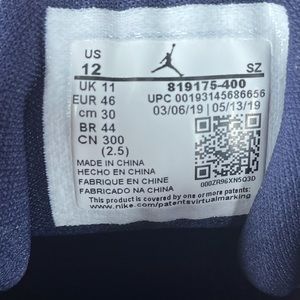 US
12
SZ
UK 11
EUR 46
cm 30
BR 44
CN 300
(2.5)
819175-400
UPC 00193145686656
03/06/19 05/13/19
MADE IN CHINA
HECHO EN CHINA
FABRIQUE EN CHINE
FABRICADO NA CHINA
000ZR96XN5Q3D
This product is covered by one or more patents:
www.nike.com/patentsvirtualmarking